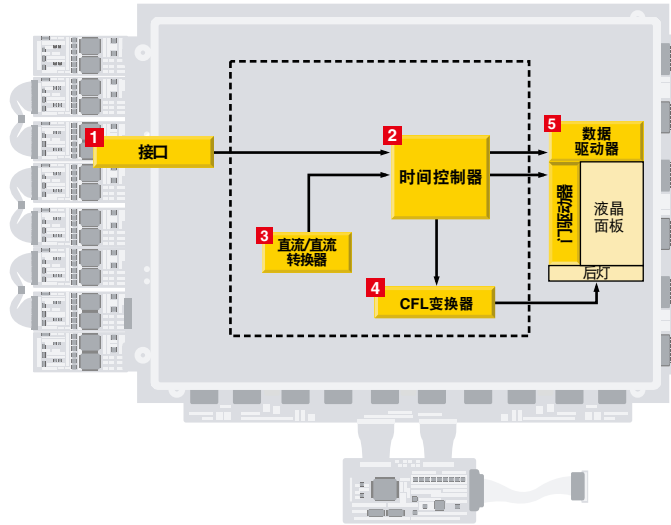 1
接口
2
时间控制器
3
直流/直流
转换器
4
CFL变换器
5
数据
驱动器
门驱动器
液晶
面板
后灯